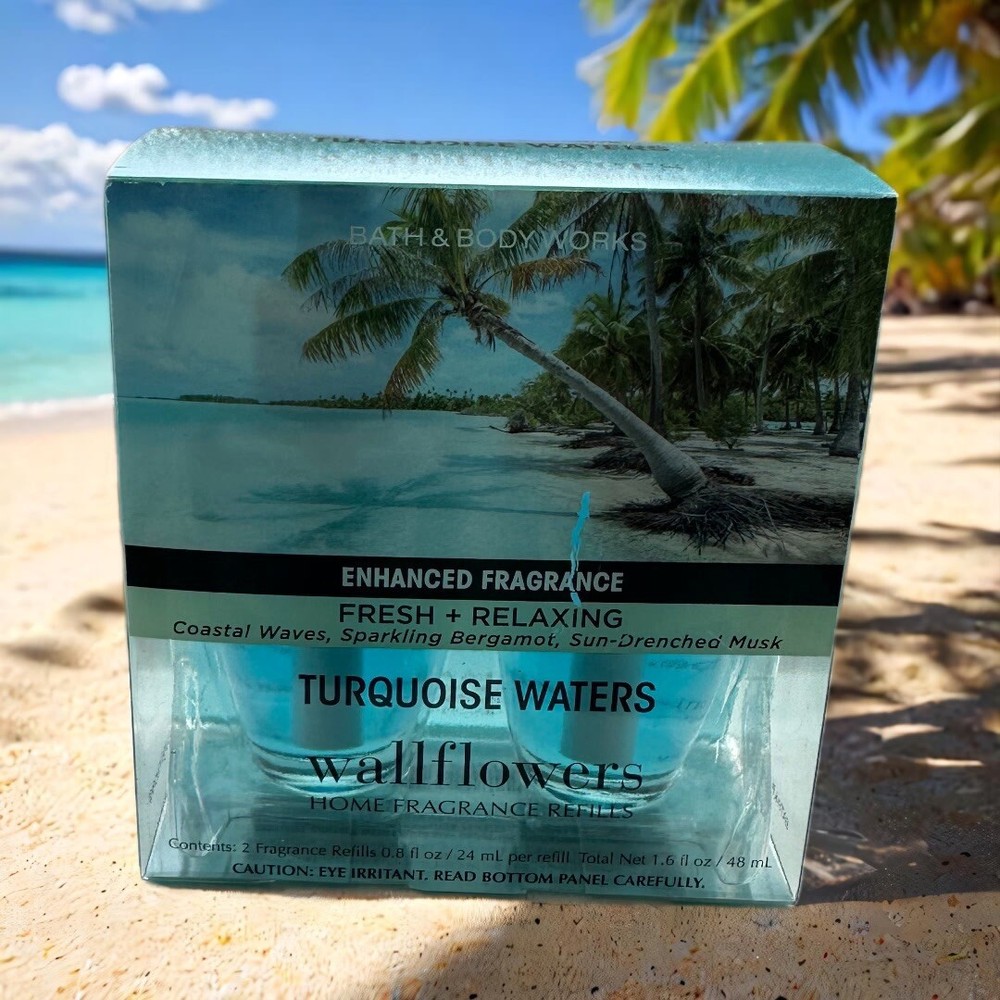 TURQUOISE WATERS
BATH & BODY WORKS
ENHANCED FRAGRANCE
FRESH + RELAXING
Coastal Waves, Sparkling Bergamot, Sun-Drenched Musk
TURQUOISE WATERS
wallflowers
HOME FRAGRANCE REFILLS
Contents: 2 Fragrance Refills 0.8 fl oz / 24 mL per refill Total Net 1.6 fl oz / 48 mL
CAUTION: EYE IRRITANT. READ BOTTOM PANEL CAREFULLY.